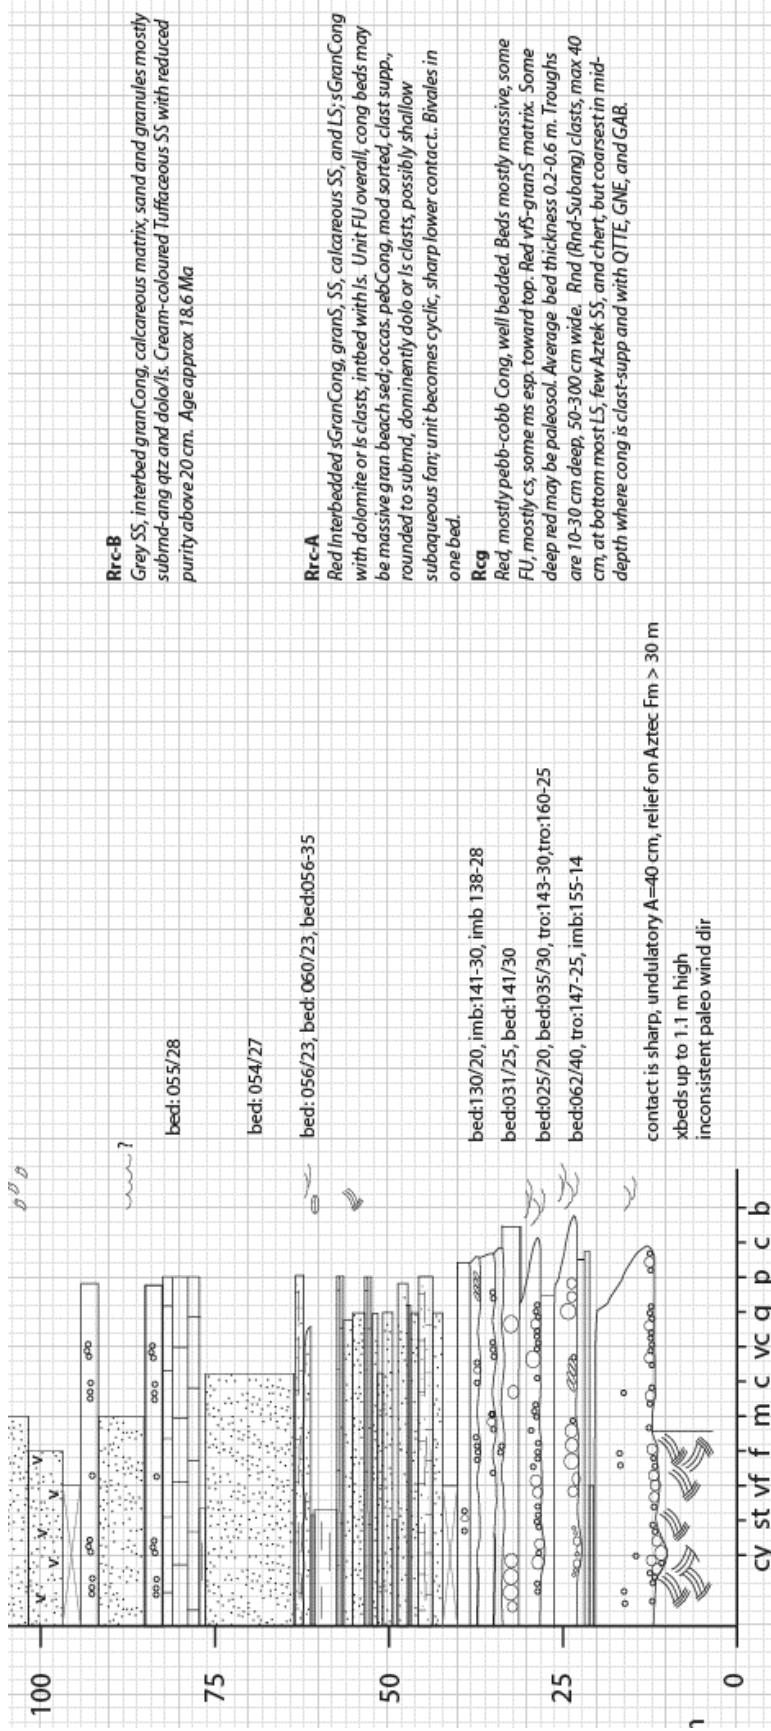 Rrc-B
Grey SS, interbed granCong, calcareous matrix, sand and granules mostly
subrnd-ang qtz and dolo/ls. Cream-coloured Tuffaceous SS with reduced
purity above 20 cm. Age approx 18.6 Ma
Rrc-A
Red Interbedded sGranCong, granS, SS, calcareous SS, and LS; sGranCong
with dolomite or ls clasts, intbed with ls. Unit FU overall, cong beds may
be massive gran beach sed; occas. pebCong, mod sorted, clast supp.,
rounded to subrnd, dominently dolo or ls clasts, possibly shallow
subaqueous fan; unit becomes cyclic, sharp lower contact. Bivales in
one bed.
Rcg
Red, mostly pebb-cobb Cong, well bedded. Beds mostly massive, some
FU, mostly cs, some ms esp. toward top. Red vfS-granS matrix. Some
deep red may be paleosol. Average bed thickness 0.2-0.6 m. Troughs
are 10-30 cm deep, 50-300 cm wide. Rnd (Rnd-Subang) clasts, max 40
cm, at bottom most LS, few Aztek SS, and chert, but coarsest in mid-
depth where cong is clast-supp and with QTTE, GNE, and GAB.
?
bed: 055/28
bed: 054/27
bed: 056/23, bed: 060/23, bed:056-35
bed:130/20, imb:141-30, imb 138-28
bed:031/25, bed:141/30
bed:025/20, bed:035/30, tro:143-30,tro:160-25
bed:062/40, tro:147-25, imb:155-14
contact is sharp, undulatory A=40 cm, relief on Aztec Fm > 30 m
xbeds up to 1.1 m high
inconsistent paleo wind dir
100
75
50
25
0
cy st vf f m c vc g p c b